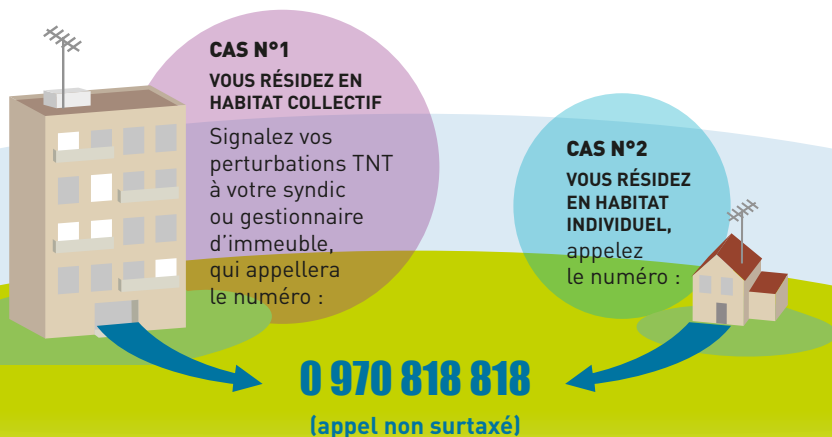 CAS N°1
VOUS RÉSIDEZ EN
HABITAT COLLECTIF
Signalez vos
perturbations TNT
à votre syndic
ou gestionnaire
d'immeuble,
qui appellera
le numéro :
CAS N°2
VOUS RÉSIDEZ
EN HABITAT
INDIVIDUEL,
appelez
le numéro :
0 970 818 818
(appel non surtaxé)